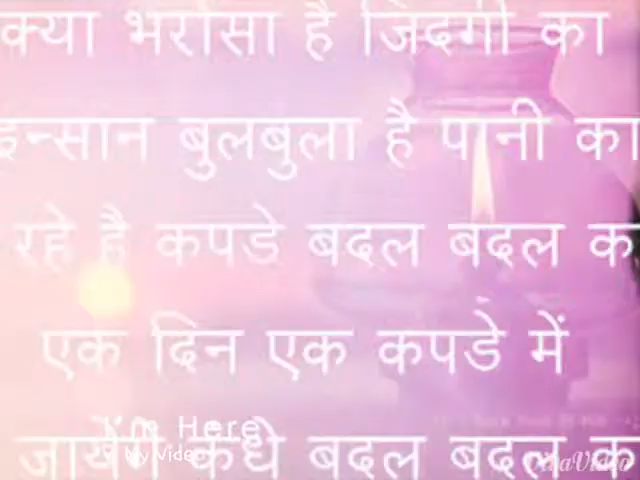 क्या भरोसा है जिंदगी का
इन्सान बुलबुला है पानी का
रहे है कपडे बदल बदल क
एक दिन एक कपडे में
जायेंगे कंधे बदल बदल क
I'm Here
My Video
VivaVideo